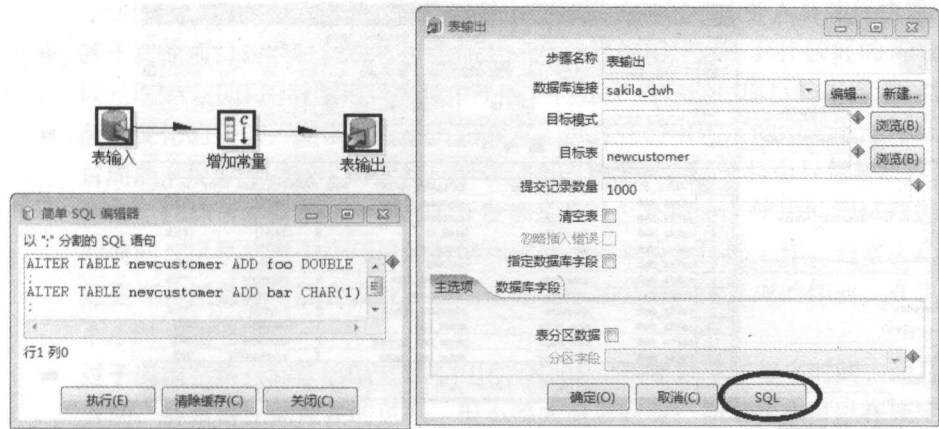 表输入
增加常量
C
表输出
简单 SQL 编辑器
以 ";" 分割的 SQL 语句
ALTER TABLE newcustomer ADD foo DOUBLE
;
ALTER TABLE newcustomer ADD bar CHAR(1)
;
行1 列0
执行(E)
清除缓存(C)
关闭(C)
表输出
步骤名称 表输出
数据库连接 sakila_dwh 编辑... 新建...
目标模式 浏览(B)
目标表 newcustomer 浏览(B)
提交记录数量 1000
清空表
忽略插入错误
指定数据库字段
主选项 数据库字段
表分区数据
分区字段
确定(O) 取消(C) SQL